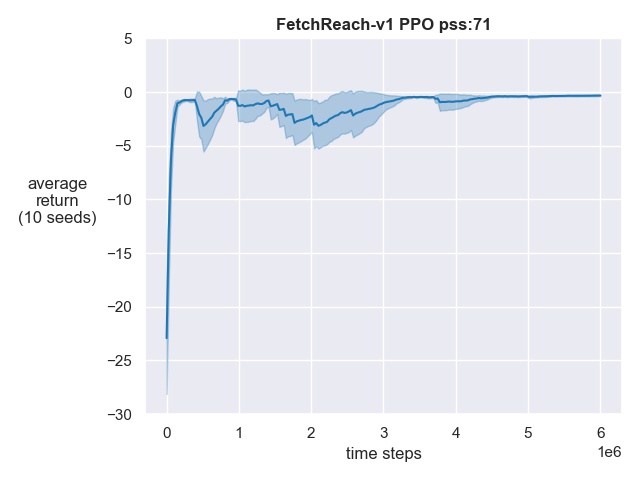 FetchReach-v1 PPO pss:71
5
0
−5
−10
−15
−20
−25
−30
average
return
(10 seeds)
0 1 2 3 4 5 6
1e6
time steps